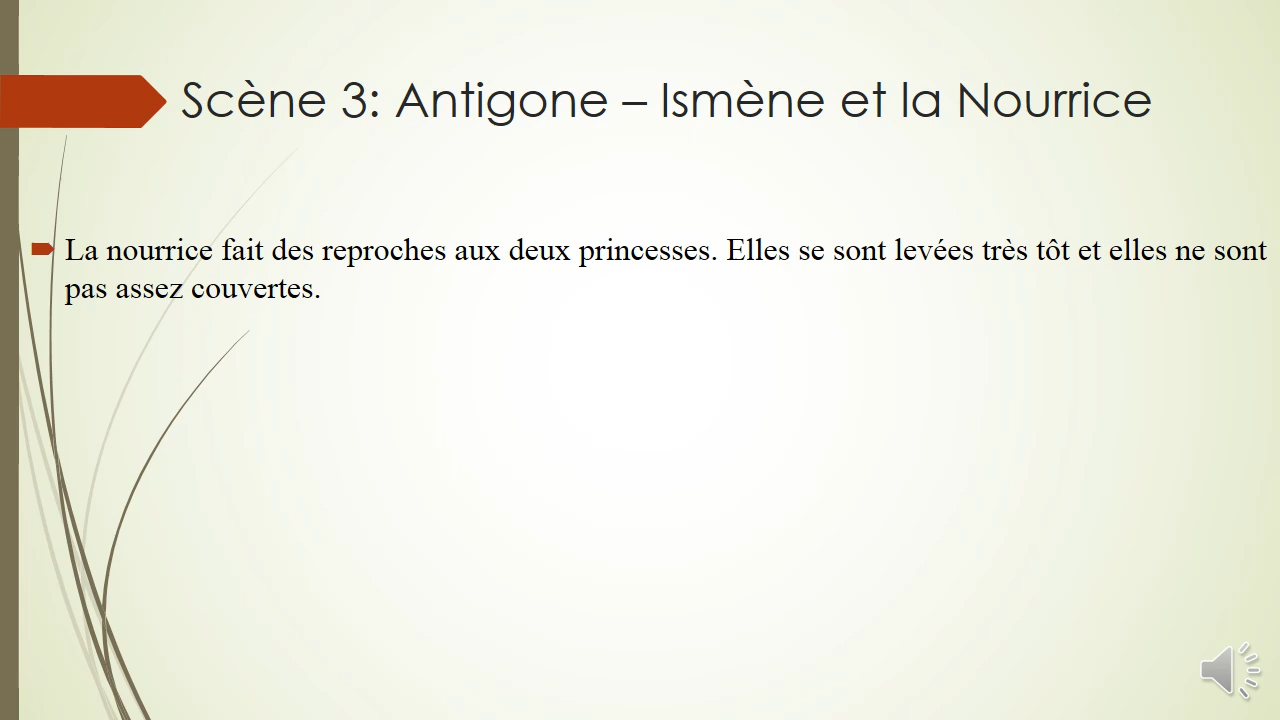 Scène 3: Antigone – Ismène et la Nourrice
La nourrice fait des reproches aux deux princesses. Elles se sont levées très tôt et elles ne sont
pas assez couvertes.